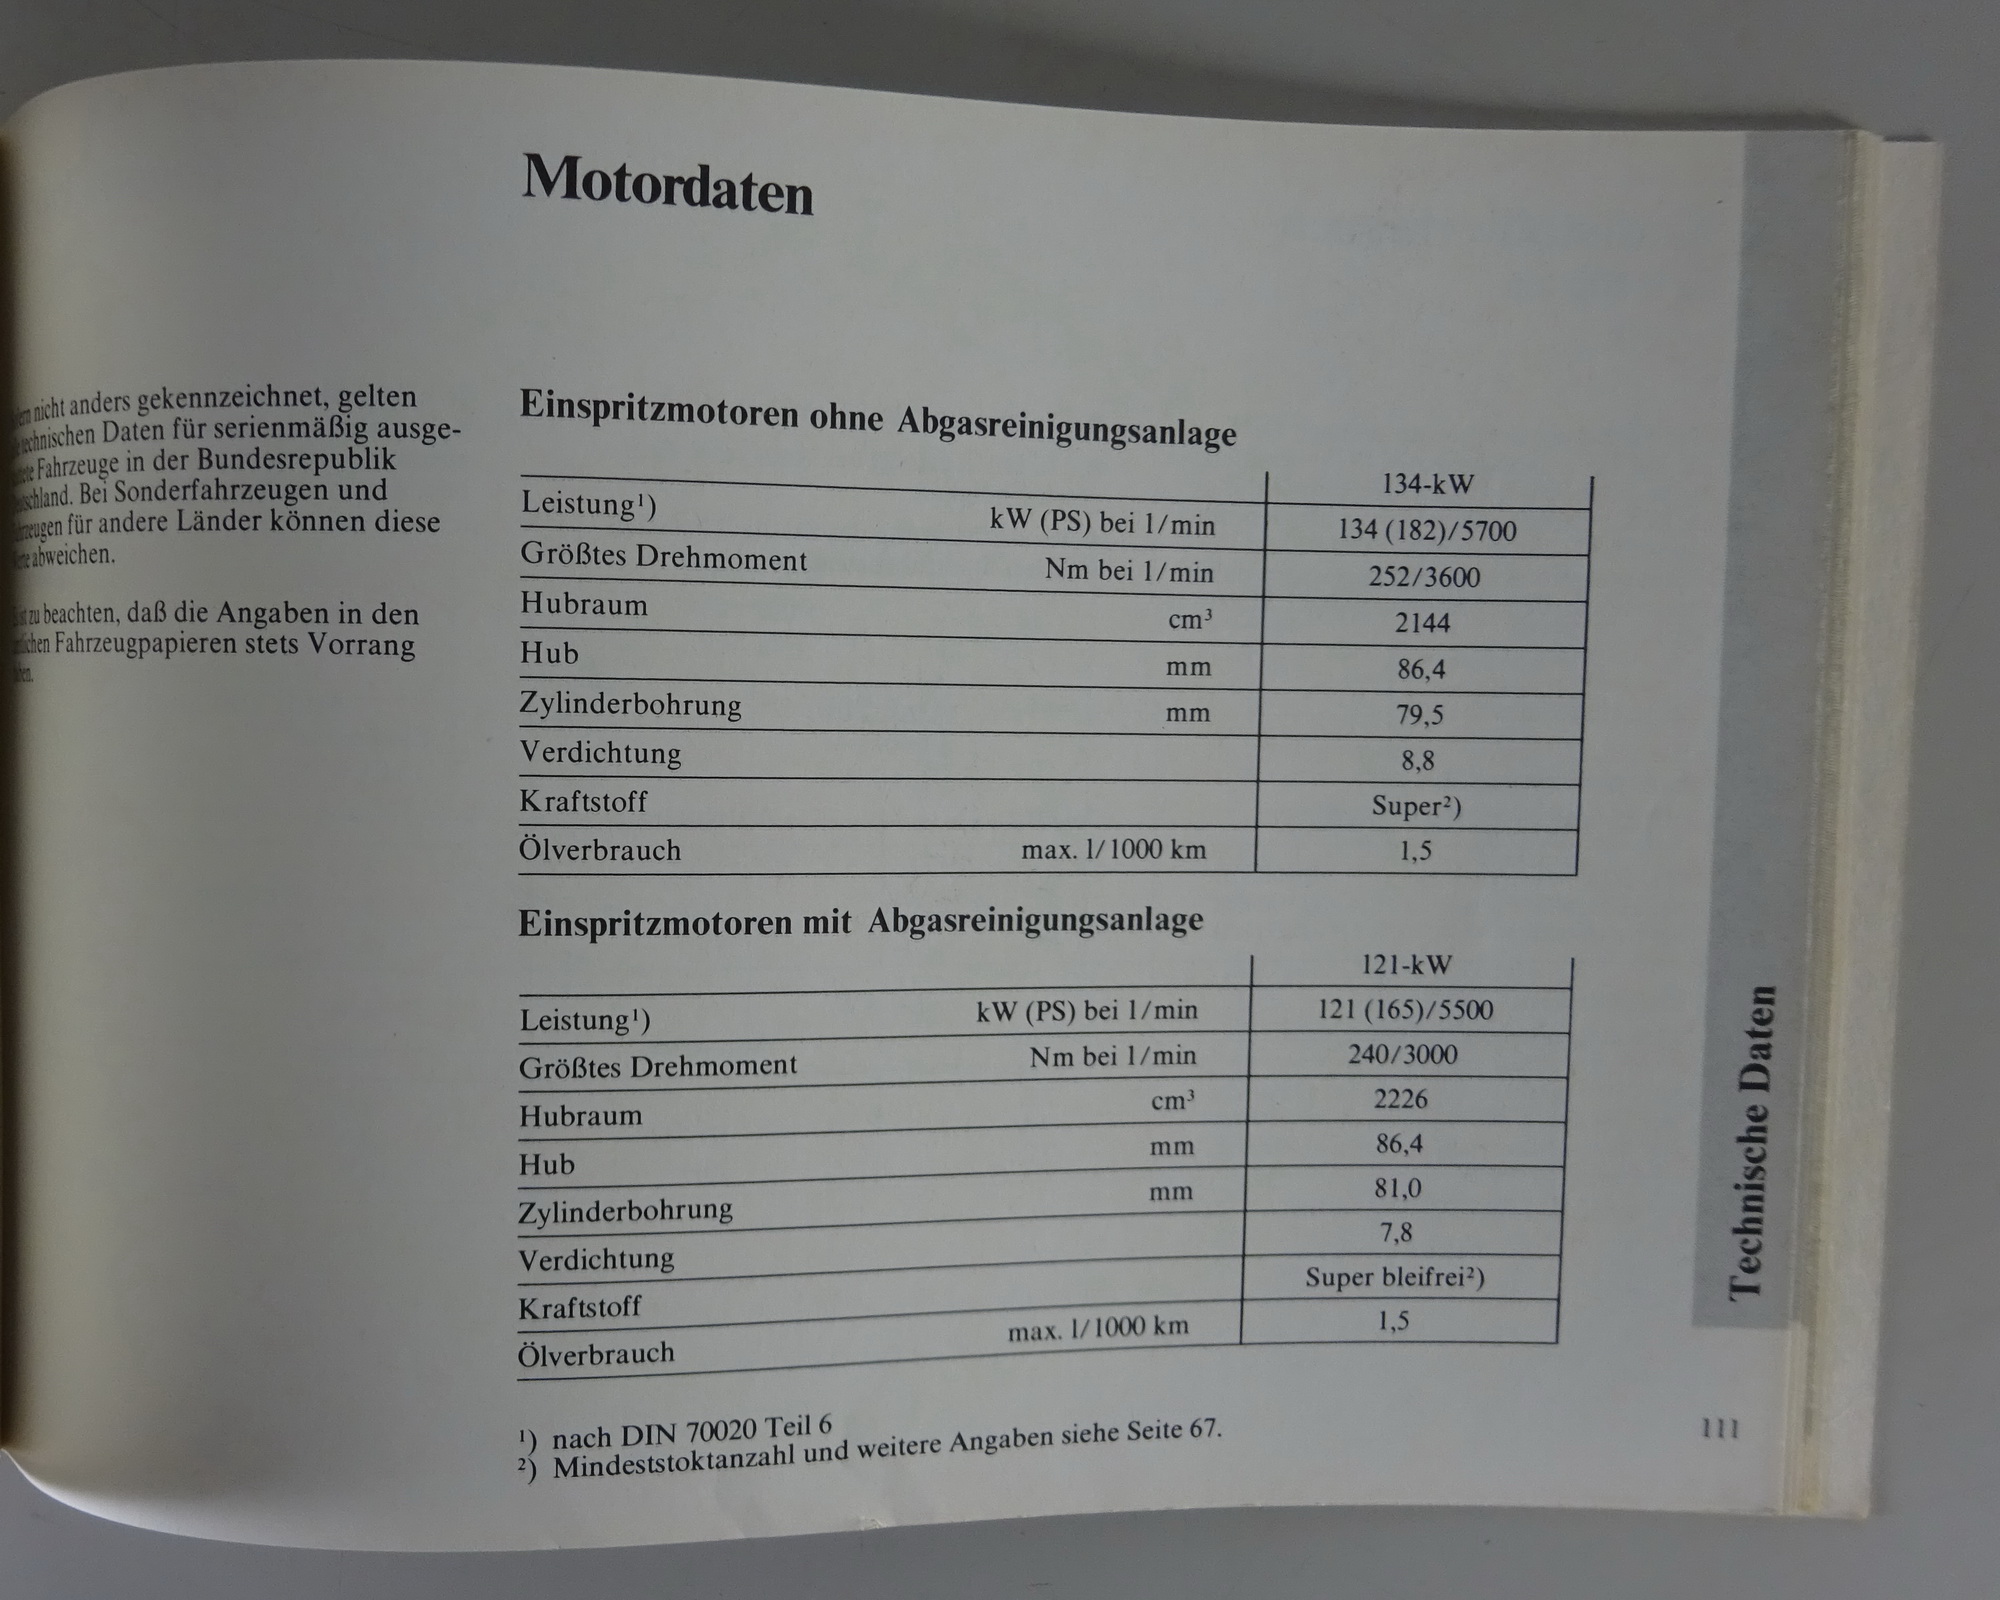 Motordaten
nicht anders gekennzeichnet, gelten
technischen Daten für serienmäßig ausge-
Fahrzeuge in der Bundesrepublik
Bei Sonderfahrzeugen und
für andere Länder können diese
abweichen.
zu beachten, daß die Angaben in den
Fahrzeugpapieren stets Vorrang
Einspritzmotoren ohne Abgasreinigungsanlage
134-kW
Leistung¹) kW (PS) bei 1/min 134 (182)/5700
Größtes Drehmoment Nm bei 1/min 252/3600
Hubraum cm³ 2144
Hub mm 86,4
Zylinderbohrung mm 79,5
Verdichtung 8,8
Kraftstoff Super²)
Ölverbrauch max. l/1000 km 1,5
Einspritzmotoren mit Abgasreinigungsanlage
121-kW
Leistung¹) kW (PS) bei 1/min 121 (165)/5500
Größtes Drehmoment Nm bei 1/min 240/3000
Hubraum cm³ 2226
Hub mm 86,4
Zylinderbohrung mm 81,0
Verdichtung 7,8
Kraftstoff Super bleifrei²)
Ölverbrauch max. l/1000 km 1,5
¹) nach DIN 70020 Teil 6
²) Mindeststoktanzahl und weitere Angaben siehe Seite 67.
Technische Daten
111